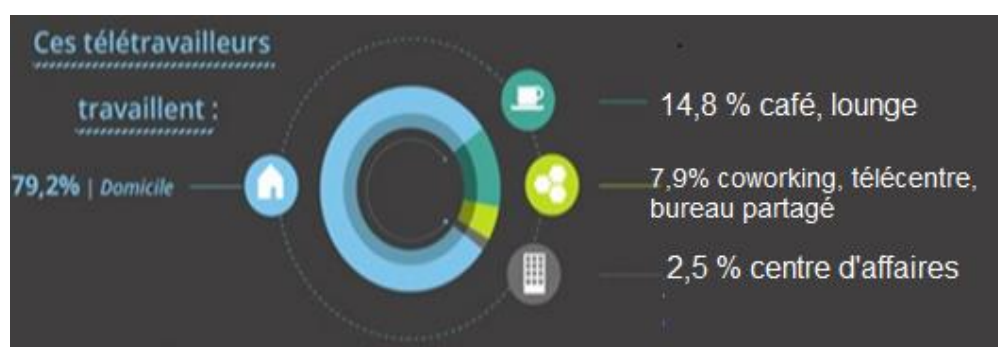 Ces télétravailleurs
travaillent :
79,2% | Domicile
14,8 % café, lounge
7,9% coworking, télécentre,
bureau partagé
2,5 % centre d'affaires